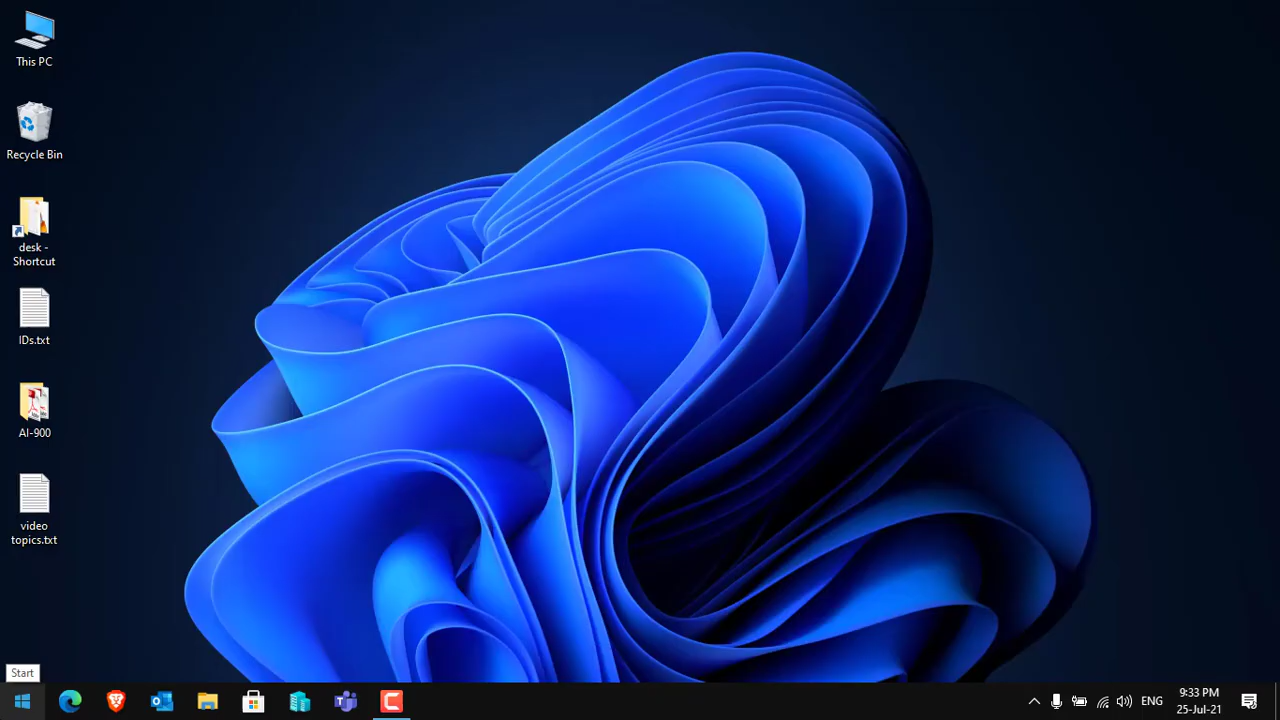 This PC
Recycle Bin
desk -
Shortcut
IDs.txt
AI-900
video
topics.txt
Start
ENG
9:33 PM
25-Jul-21